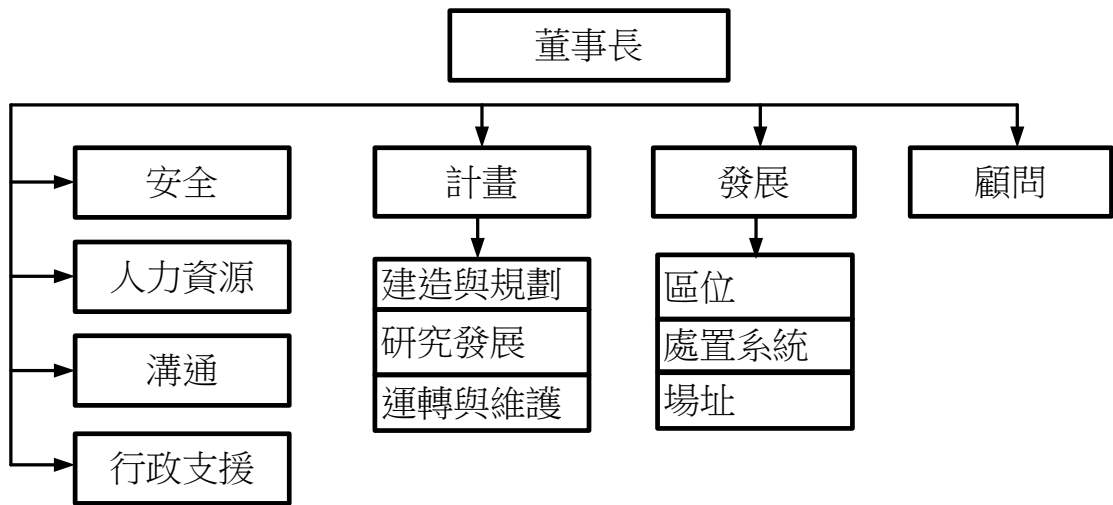 董事長
安全
計畫
發展
顧問
人力資源
溝通
行政支援
建造與規劃
研究發展
運轉與維護
區位
處置系統
場址